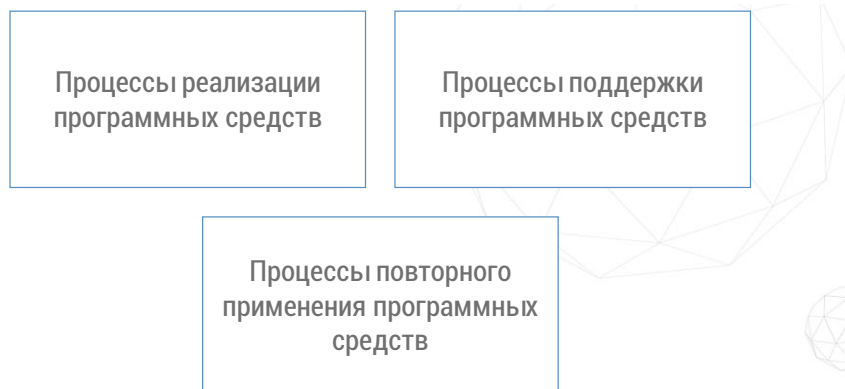 Процессы реализации
программных средств
Процессы поддержки
программных средств
Процессы повторного
применения программных
средств